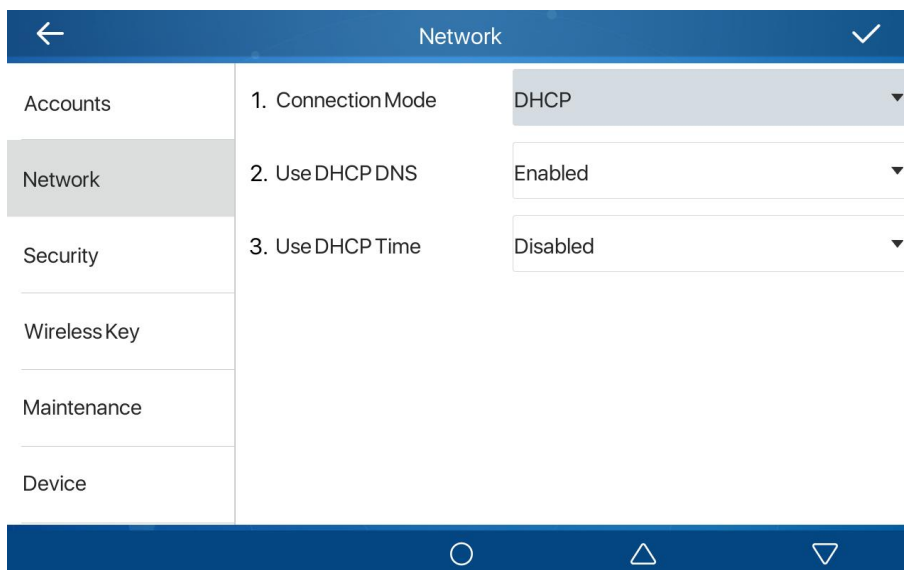 Network
Accounts
Network
Security
Wireless Key
Maintenance
Device
1. Connection Mode DHCP
2. Use DHCP DNS Enabled
3. Use DHCP Time Disabled